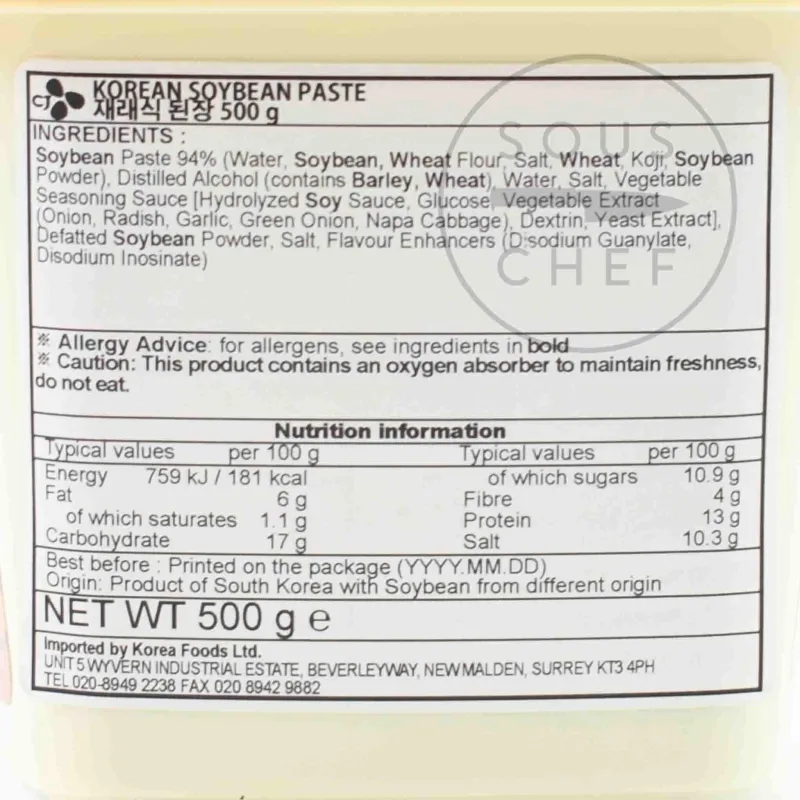 CJ
KOREAN SOYBEAN PASTE
재래식 된장 500 g
INGREDIENTS :
Soybean Paste 94% (Water, Soybean, Wheat Flour, Salt, Wheat, Koji, Soybean
Powder), Distilled Alcohol (contains Barley, Wheat), Water, Salt, Vegetable
Seasoning Sauce [Hydrolyzed Soy Sauce, Glucose, Vegetable Extract
(Onion, Radish, Garlic, Green Onion, Napa Cabbage), Dextrin, Yeast Extract],
Defatted Soybean Powder, Salt, Flavour Enhancers (Disodium Guanylate,
Disodium Inosinate)
SOUS
CHEF
※ Allergy Advice: for allergens, see ingredients in bold
※ Caution: This product contains an oxygen absorber to maintain freshness,
do not eat.
Nutrition information
Typical values per 100 g Typical values per 100 g
Energy 759 kJ / 181 kcal of which sugars 10.9 g
Fat 6 g Fibre 4 g
of which saturates 1.1 g Protein 13 g
Carbohydrate 17 g Salt 10.3 g
Best before : Printed on the package (YYYY.MM.DD)
Origin: Product of South Korea with Soybean from different origin
NET WT 500 g e
Imported by Korea Foods Ltd.
UNIT 5 WYVERN INDUSTRIAL ESTATE, BEVERLEYWAY, NEW MALDEN, SURREY KT3 4PH
TEL 020-8949 2238 FAX 020 8942 9882